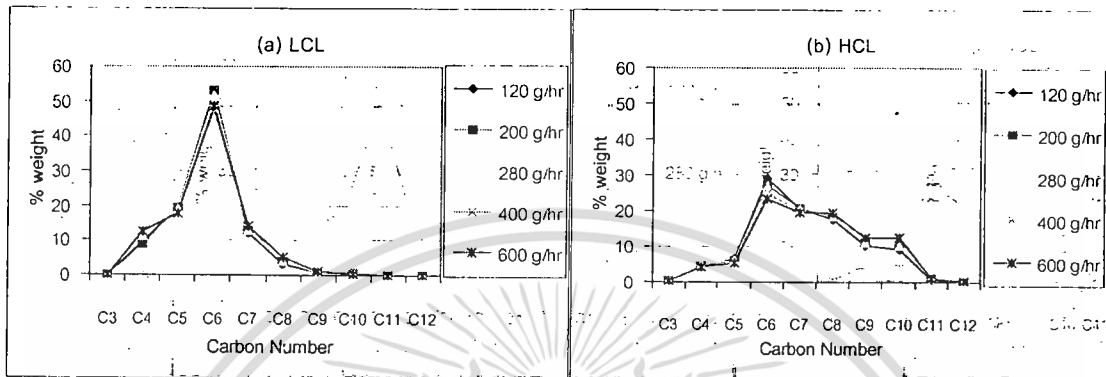 (a) LCL
60
50
40
30
20
10
0
% weight
C3 C4 C5 C6 C7 C8 C9 C10 C11 C12
Carbon Number
120 g/hr
200 g/hr
280 g/hr
400 g/hr
600 g/hr
(b) HCL
60
50
40
30
20
10
0
% weight
C3 C4 C5 C6 C7 C8 C9 C10 C11 C12
Carbon Number
120 g/hr
200 g/hr
280 g/hr
400 g/hr
600 g/hr